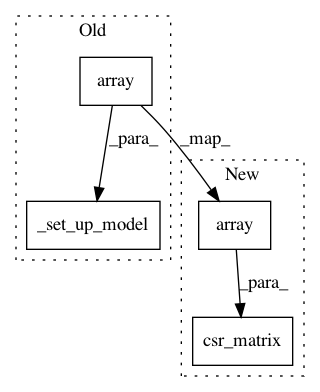 Old
array
_para_
_map_
New
_set_up_model
array
_para_
csr_matrix